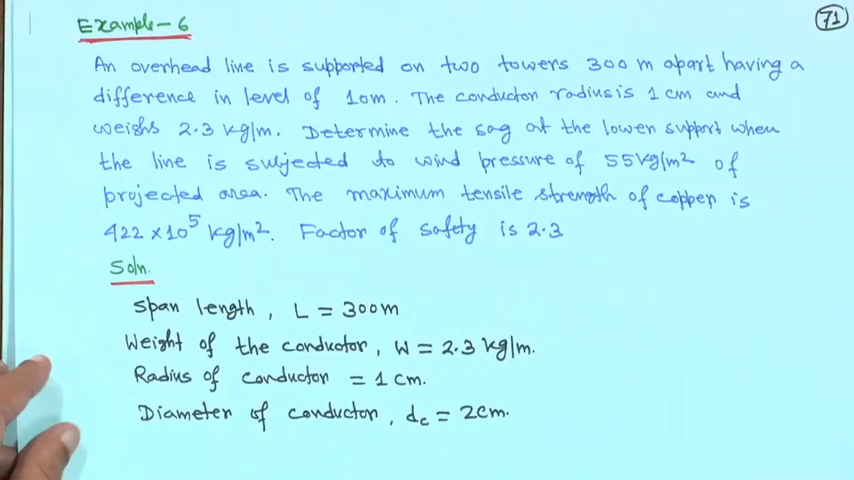 71
Example-6
An overhead line is supported on two towers 300 m apart having a
difference in level of 10m. The conductor radius is 1 cm and
weighs 2.3 kg/m. Determine the sag at the lower support when
the line is subjected to wind pressure of 55kg/m² of
projected area. The maximum tensile strength of copper is
422 × 10⁵ kg/m². Factor of safety is 2.3
Soln.
Span length, L = 300m
Weight of the conductor, W = 2.3 kg/m.
Radius of conductor = 1 cm.
Diameter of conductor, dc = 2cm.